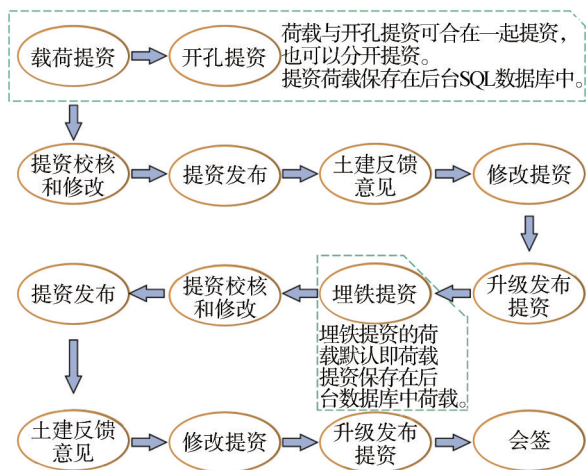 载荷提资
开孔提资
荷载与开孔提资可合在一起提资，
也可以分开提资。
提资荷载保存在后台SQL数据库中。
提资校核
和修改
提资发布
土建反馈
意见
修改提资
升级发布
提资
埋铁提资
埋铁提资的荷
载默认即荷载
提资保存在后
台数据库中荷载。
提资校核
和修改
提资发布
土建反馈
意见
修改提资
升级发布
提资
会签